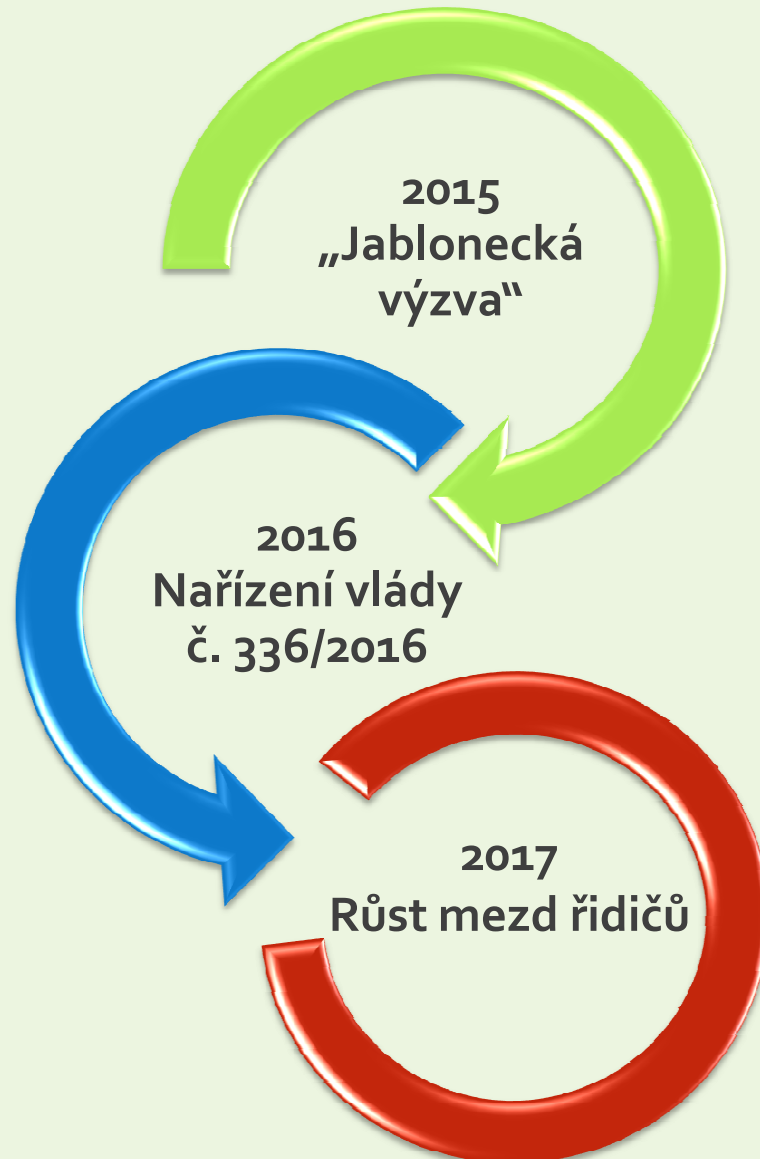 2015
„Jablonecká
výzva“
2016
Nařízení vlády
č. 336/2016
2017
Růst mezd řidičů